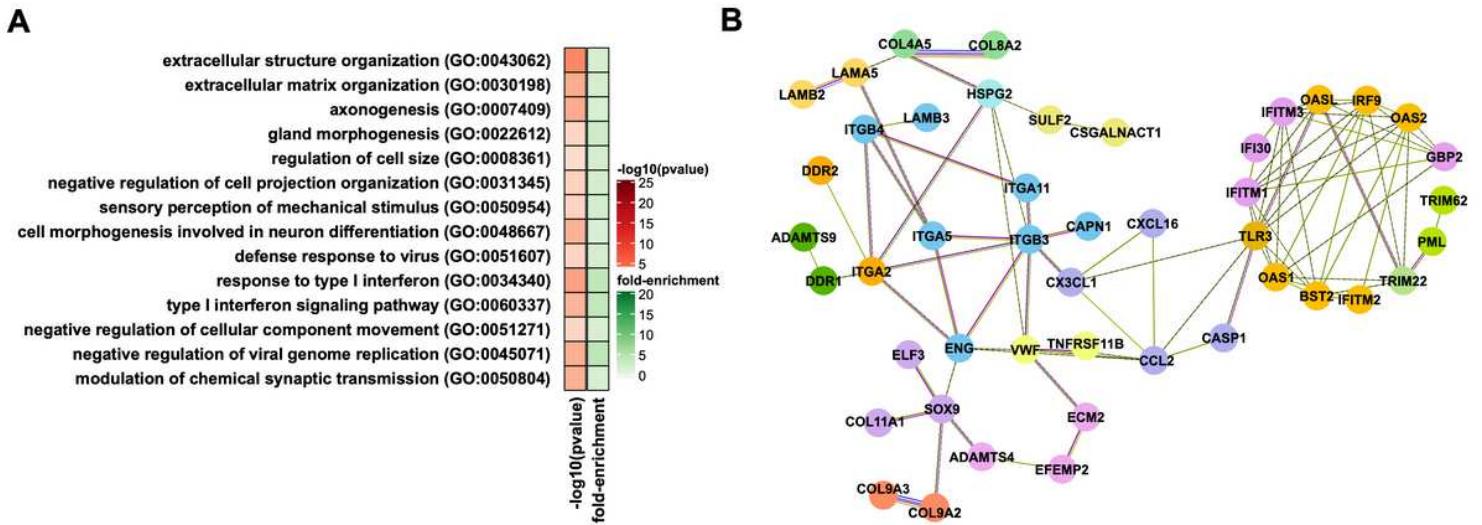 A
extracellular structure organization (GO:0043062)
extracellular matrix organization (GO:0030198)
axonogenesis (GO:0007409)
gland morphogenesis (GO:0022612)
regulation of cell size (GO:0008361)
negative regulation of cell projection organization (GO:0031345)
sensory perception of mechanical stimulus (GO:0050954)
cell morphogenesis involved in neuron differentiation (GO:0048667)
defense response to virus (GO:0051607)
response to type I interferon (GO:0034340)
type I interferon signaling pathway (GO:0060337)
negative regulation of cellular component movement (GO:0051271)
negative regulation of viral genome replication (GO:0045071)
modulation of chemical synaptic transmission (GO:0050804)
-log10(pvalue)
fold-enrichment
-log10(pvalue)
25
20
15
10
5
fold-enrichment
20
15
10
5
0
B
COL4A5
COL8A2
LAMA5
LAMB2
HSPG2
LAMB3
ITGB4
SULF2
CSGALNACT1
DDR2
ITGA11
ADAMTS9
ITGA5
ITGB3
CAPN1
CXCL16
DDR1
ITGA2
CX3CL1
ENG
VWF
TNFRSF11B
CCL2
CASP1
ELF3
SOX9
COL11A1
ECM2
ADAMTS4
EFEMP2
COL9A3
COL9A2
IFITM3
OASL
IRF9
OAS2
IFI30
GBP2
IFITM1
TRIM62
TLR3
PML
OAS1
TRIM22
BST2
IFITM2